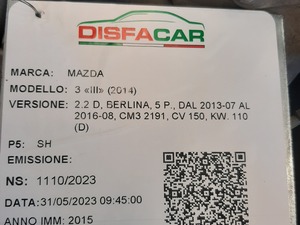 DISFACAR
MARCA: MAZDA
MODELLO: 3 «III» (2014)
VERSIONE: 2.2 D, BERLINA, 5 P., DAL 2013-07 AL
2016-08, CM3 2191, CV 150, KW. 110
(D)
P5: SH
EMISSIONE:
NS: 1110/2023
DATA:31/05/2023 09:45:00
ANNO IMM: 2015